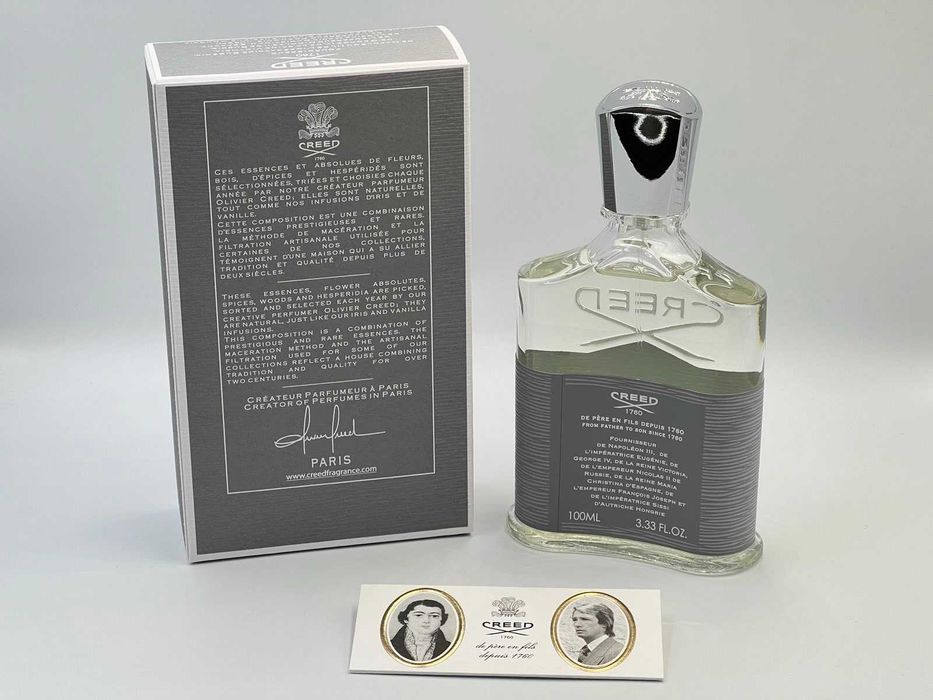 CREED
CREED
1760
CES ESSENCES ET ABSOLUES DE FLEURS,
BOIS, D'ÉPICES ET HESPÉRIDÉS SONT
SÉLECTIONNÉES, TRIÉES ET CHOISIES CHAQUE
ANNÉE PAR NOTRE CRÉATEUR PARFUMEUR
OLIVIER CREED; ELLES SONT NATURELLES,
TOUT COMME NOS INFUSIONS D'IRIS ET DE
VANILLE.
CETTE COMPOSITION EST UNE COMBINAISON
D'ESSENCES PRESTIGIEUSES ET RARES.
LA MÉTHODE DE MACÉRATION ET LA
FILTRATION ARTISANALE UTILISÉE POUR
CERTAINES DE NOS COLLECTIONS,
TÉMOIGNENT D'UNE MAISON QUI A SU ALLIER
TRADITION ET QUALITÉ DEPUIS PLUS DE
DEUX SIÈCLES.
THESE ESSENCES, FLOWER ABSOLUTES,
SPICES, WOODS AND HESPERIDIA ARE PICKED,
SORTED AND SELECTED EACH YEAR BY OUR
CREATIVE PERFUMER OLIVIER CREED; THEY
ARE NATURAL, JUST LIKE OUR IRIS AND VANILLA
INFUSIONS.
THIS COMPOSITION IS A COMBINATION OF
PRESTIGIOUS AND RARE ESSENCES. THE
MACERATION METHOD AND THE ARTISANAL
FILTRATION USED FOR SOME OF OUR
COLLECTIONS REFLECT A HOUSE COMBINING
TRADITION AND QUALITY FOR OVER
TWO CENTURIES.
CRÉATEUR PARFUMEUR À PARIS
CREATOR OF PERFUMES IN PARIS
PARIS
www.creedfragrance.com
CREED
CREED
1760
DE PÈRE EN FILS DEPUIS 1760
FROM FATHER TO SON SINCE 1760
FOURNISSEUR
DE NAPOLÉON III, DE
L'IMPÉRATRICE EUGÉNIE, DE
GEORGE IV, DE LA REINE VICTORIA,
DE L'EMPEREUR NICOLAS II DE
RUSSIE, DE LA REINE MARIA
CHRISTINA D'ESPAGNE, DE
L'EMPEREUR FRANÇOIS JOSEPH ET
DE L'IMPÉRATRICE SISSI
D'AUTRICHE HONGRIE
100ML 3.33 FL.OZ.
CREED
1760
de père en fils
depuis 1760